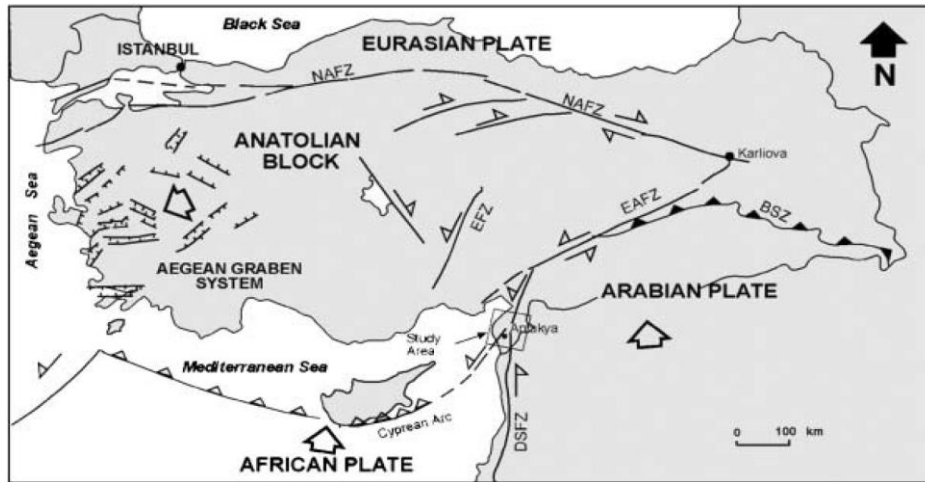 Black Sea
ISTANBUL
EURASIAN PLATE
N
NAFZ
NAFZ
ANATOLIAN
BLOCK
Karliova
Aegean Sea
EAFZ
BSZ
EFZ
AEGEAN GRABEN
SYSTEM
ARABIAN PLATE
Antakya
Study
Area
Mediterranean Sea
Cyprean Arc
DSFZ
AFRICAN PLATE
0 100 km